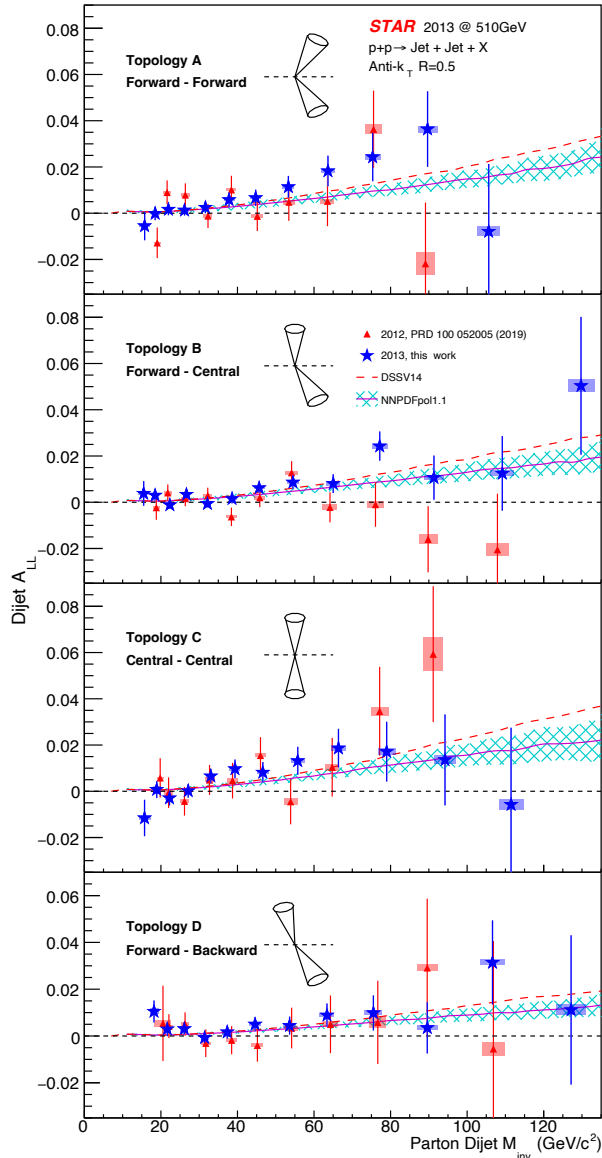 STAR 2013 @ 510GeV
p+p→ Jet + Jet + X
Anti-k_T R=0.5
Topology A
Forward - Forward
0.08
0.06
0.04
0.02
0
−0.02
Topology B
Forward - Central
2012, PRD 100 052005 (2019)
2013, this work
DSSV14
NNPDFpol1.1
0.08
0.06
0.04
0.02
0
−0.02
Dijet A_LL
Topology C
Central - Central
0.08
0.06
0.04
0.02
0
−0.02
Topology D
Forward - Backward
0.06
0.04
0.02
0
−0.02
0 20 40 60 80 100 120
Parton Dijet M_inv (GeV/c²)